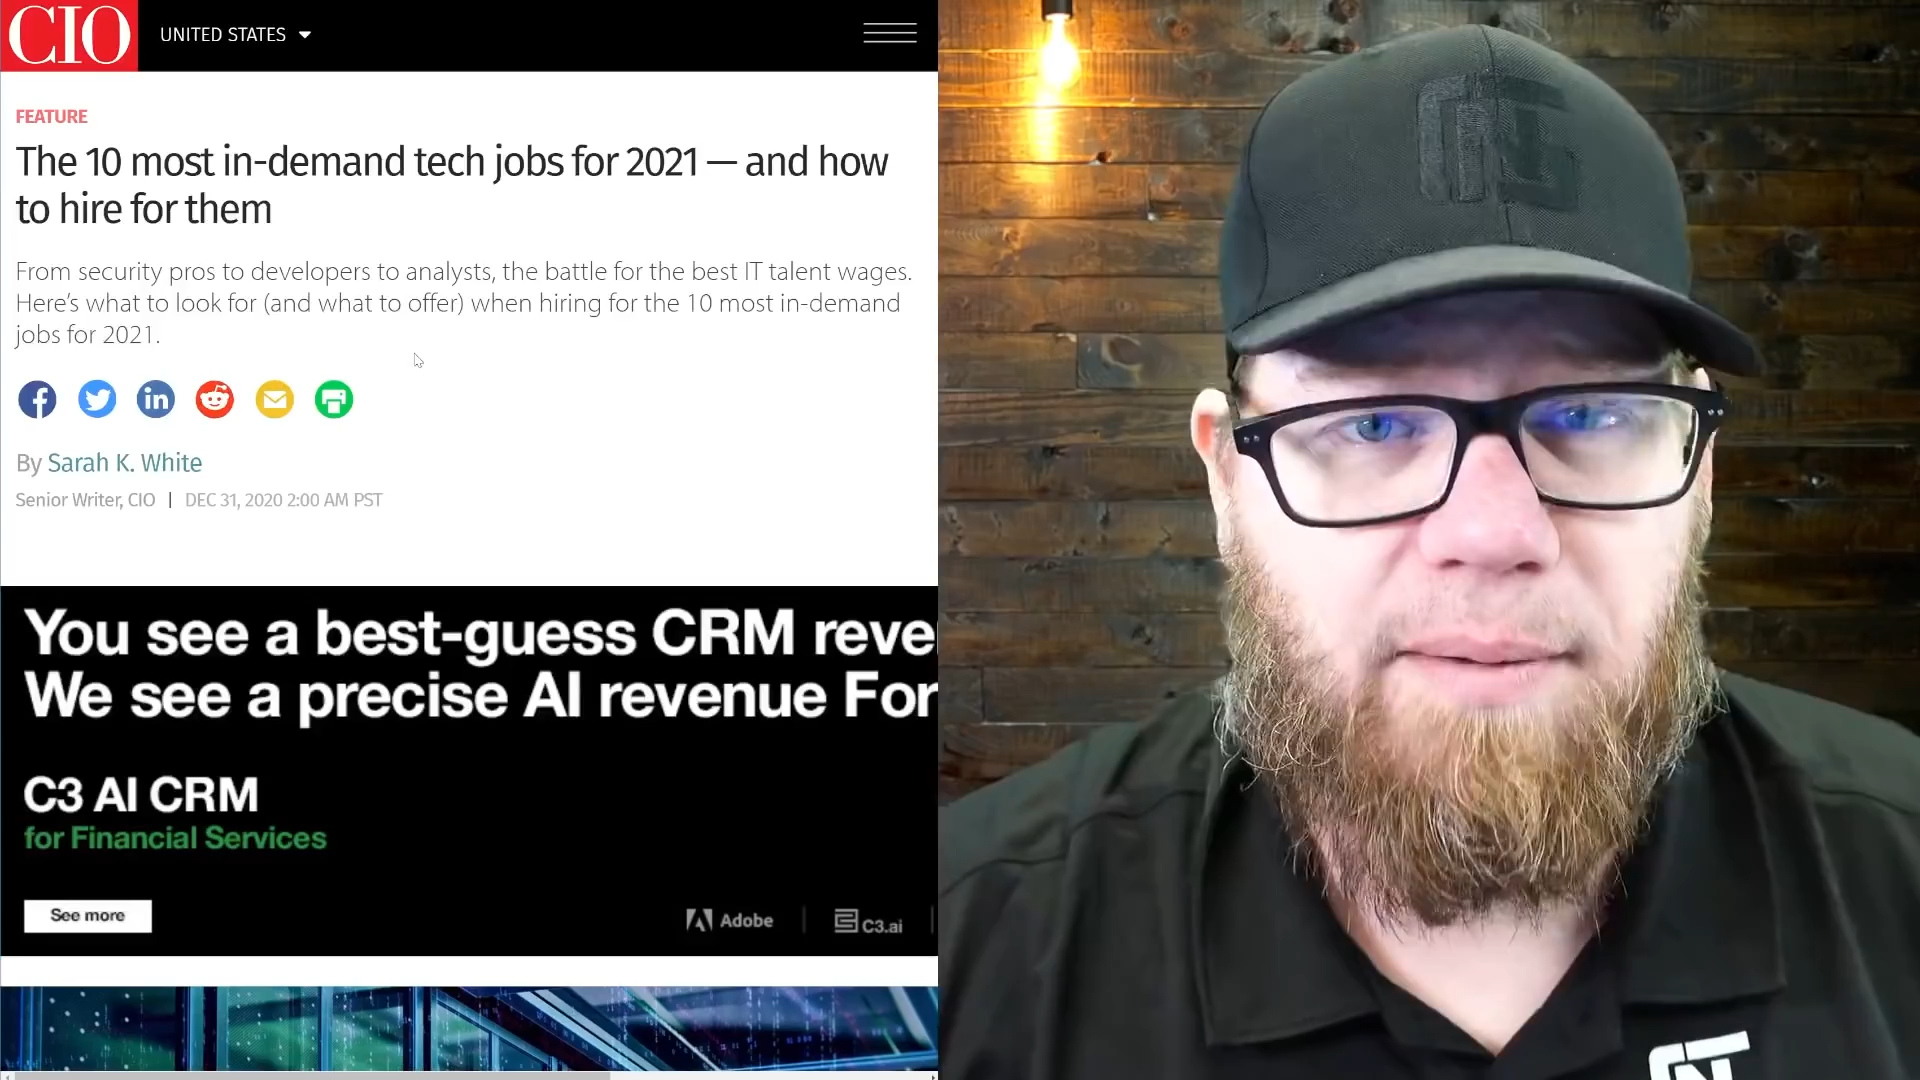 CIO
UNITED STATES
FEATURE
The 10 most in-demand tech jobs for 2021 — and how
to hire for them
From security pros to developers to analysts, the battle for the best IT talent wages.
Here's what to look for (and what to offer) when hiring for the 10 most in-demand
jobs for 2021.
By Sarah K. White
Senior Writer, CIO | DEC 31, 2020 2:00 AM PST
You see a best-guess CRM reve
We see a precise AI revenue For
C3 AI CRM
for Financial Services
See more
Adobe | C3.ai